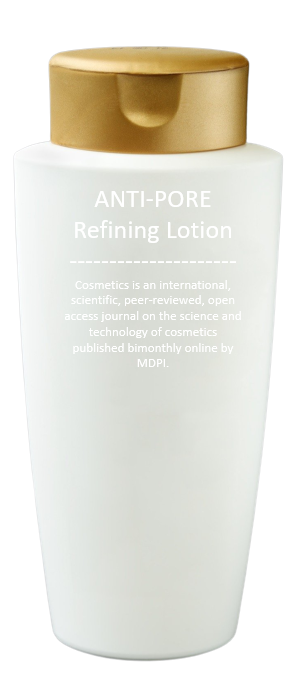 ANTI-PORE
Refining Lotion
Cosmetics is an international,
scientific, peer-reviewed, open
access journal on the science and
technology of cosmetics
published bimonthly online by
MDPI.